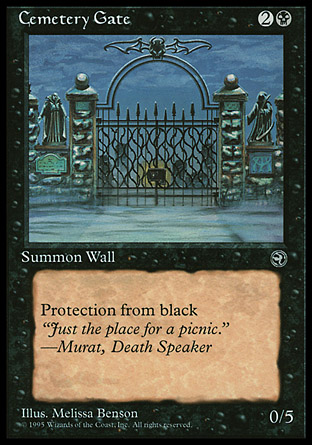 Cemetery Gate 2
Summon Wall
Protection from black
“Just the place for a picnic.”
—Murat, Death Speaker
Illus. Melissa Benson
© 1995 Wizards of the Coast, Inc. All rights reserved.
0/5